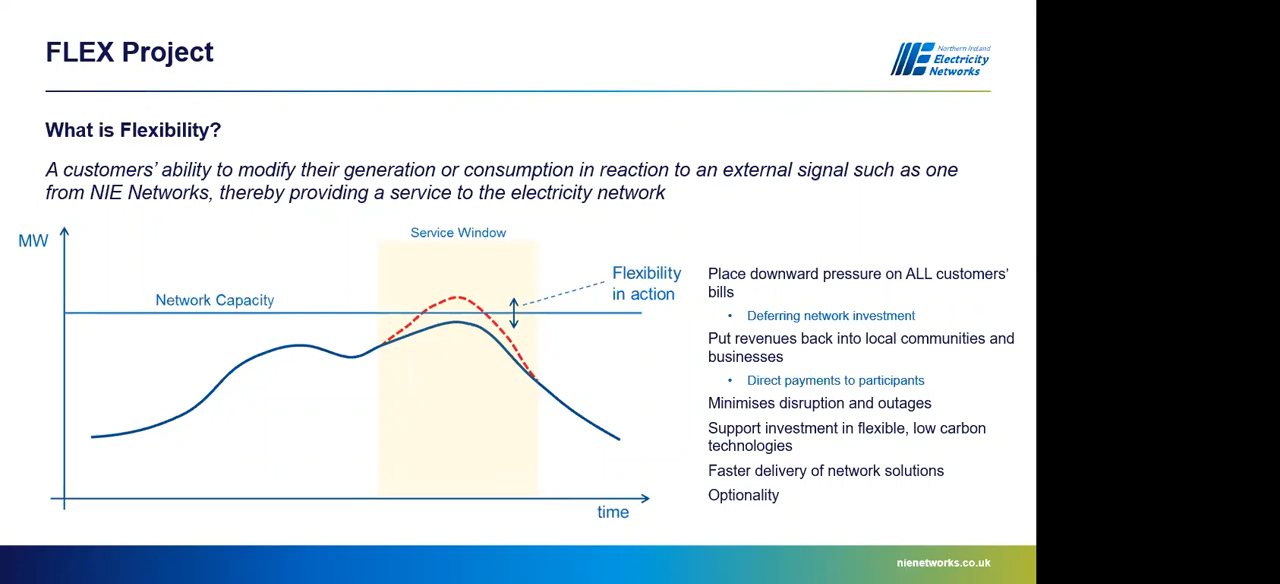 FLEX Project
Northern Ireland
Electricity
Networks
What is Flexibility?
A customers’ ability to modify their generation or consumption in reaction to an external signal such as one
from NIE Networks, thereby providing a service to the electricity network
MW
Service Window
Network Capacity
Flexibility
in action
time
Place downward pressure on ALL customers’
bills
• Deferring network investment
Put revenues back into local communities and
businesses
• Direct payments to participants
Minimises disruption and outages
Support investment in flexible, low carbon
technologies
Faster delivery of network solutions
Optionality
nienetworks.co.uk